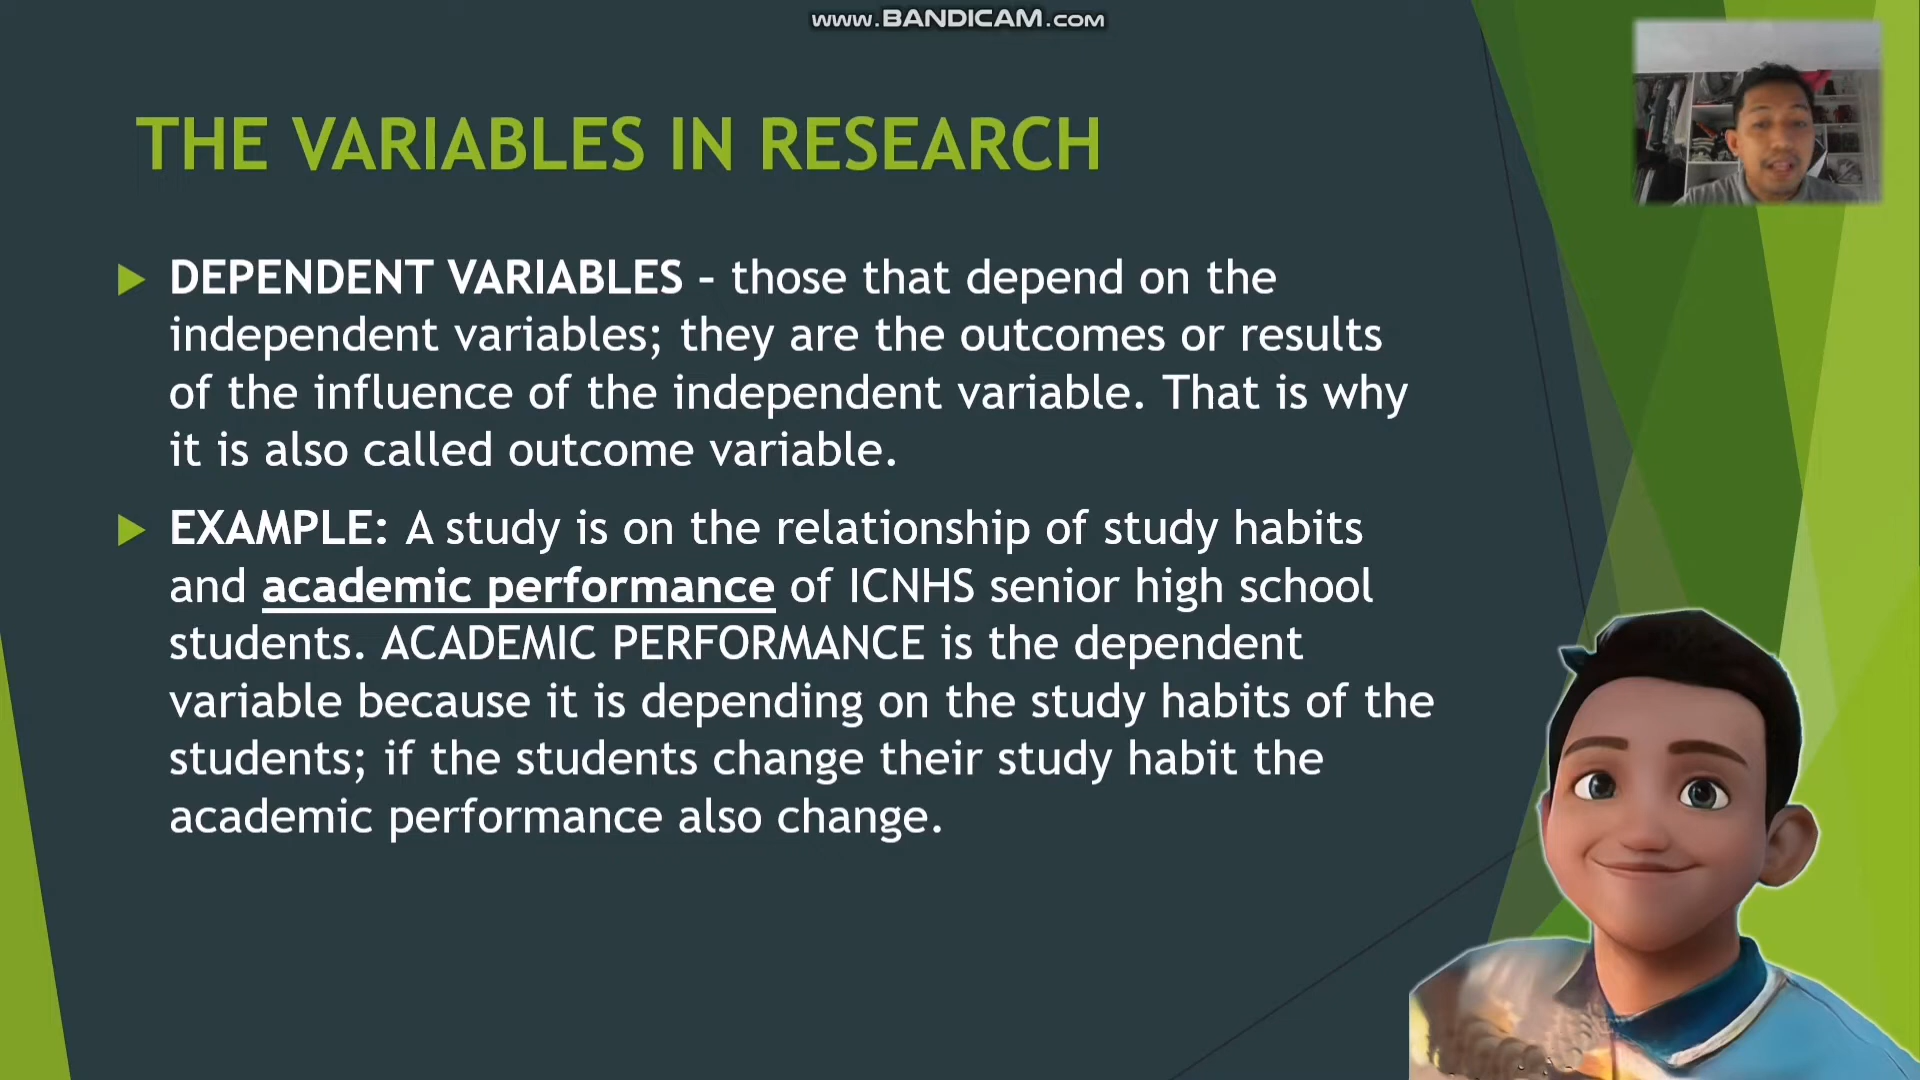 www.BANDICAM.com
THE VARIABLES IN RESEARCH
DEPENDENT VARIABLES – those that depend on the
independent variables; they are the outcomes or results
of the influence of the independent variable. That is why
it is also called outcome variable.
EXAMPLE: A study is on the relationship of study habits
and academic performance of ICNHS senior high school
students. ACADEMIC PERFORMANCE is the dependent
variable because it is depending on the study habits of the
students; if the students change their study habit the
academic performance also change.